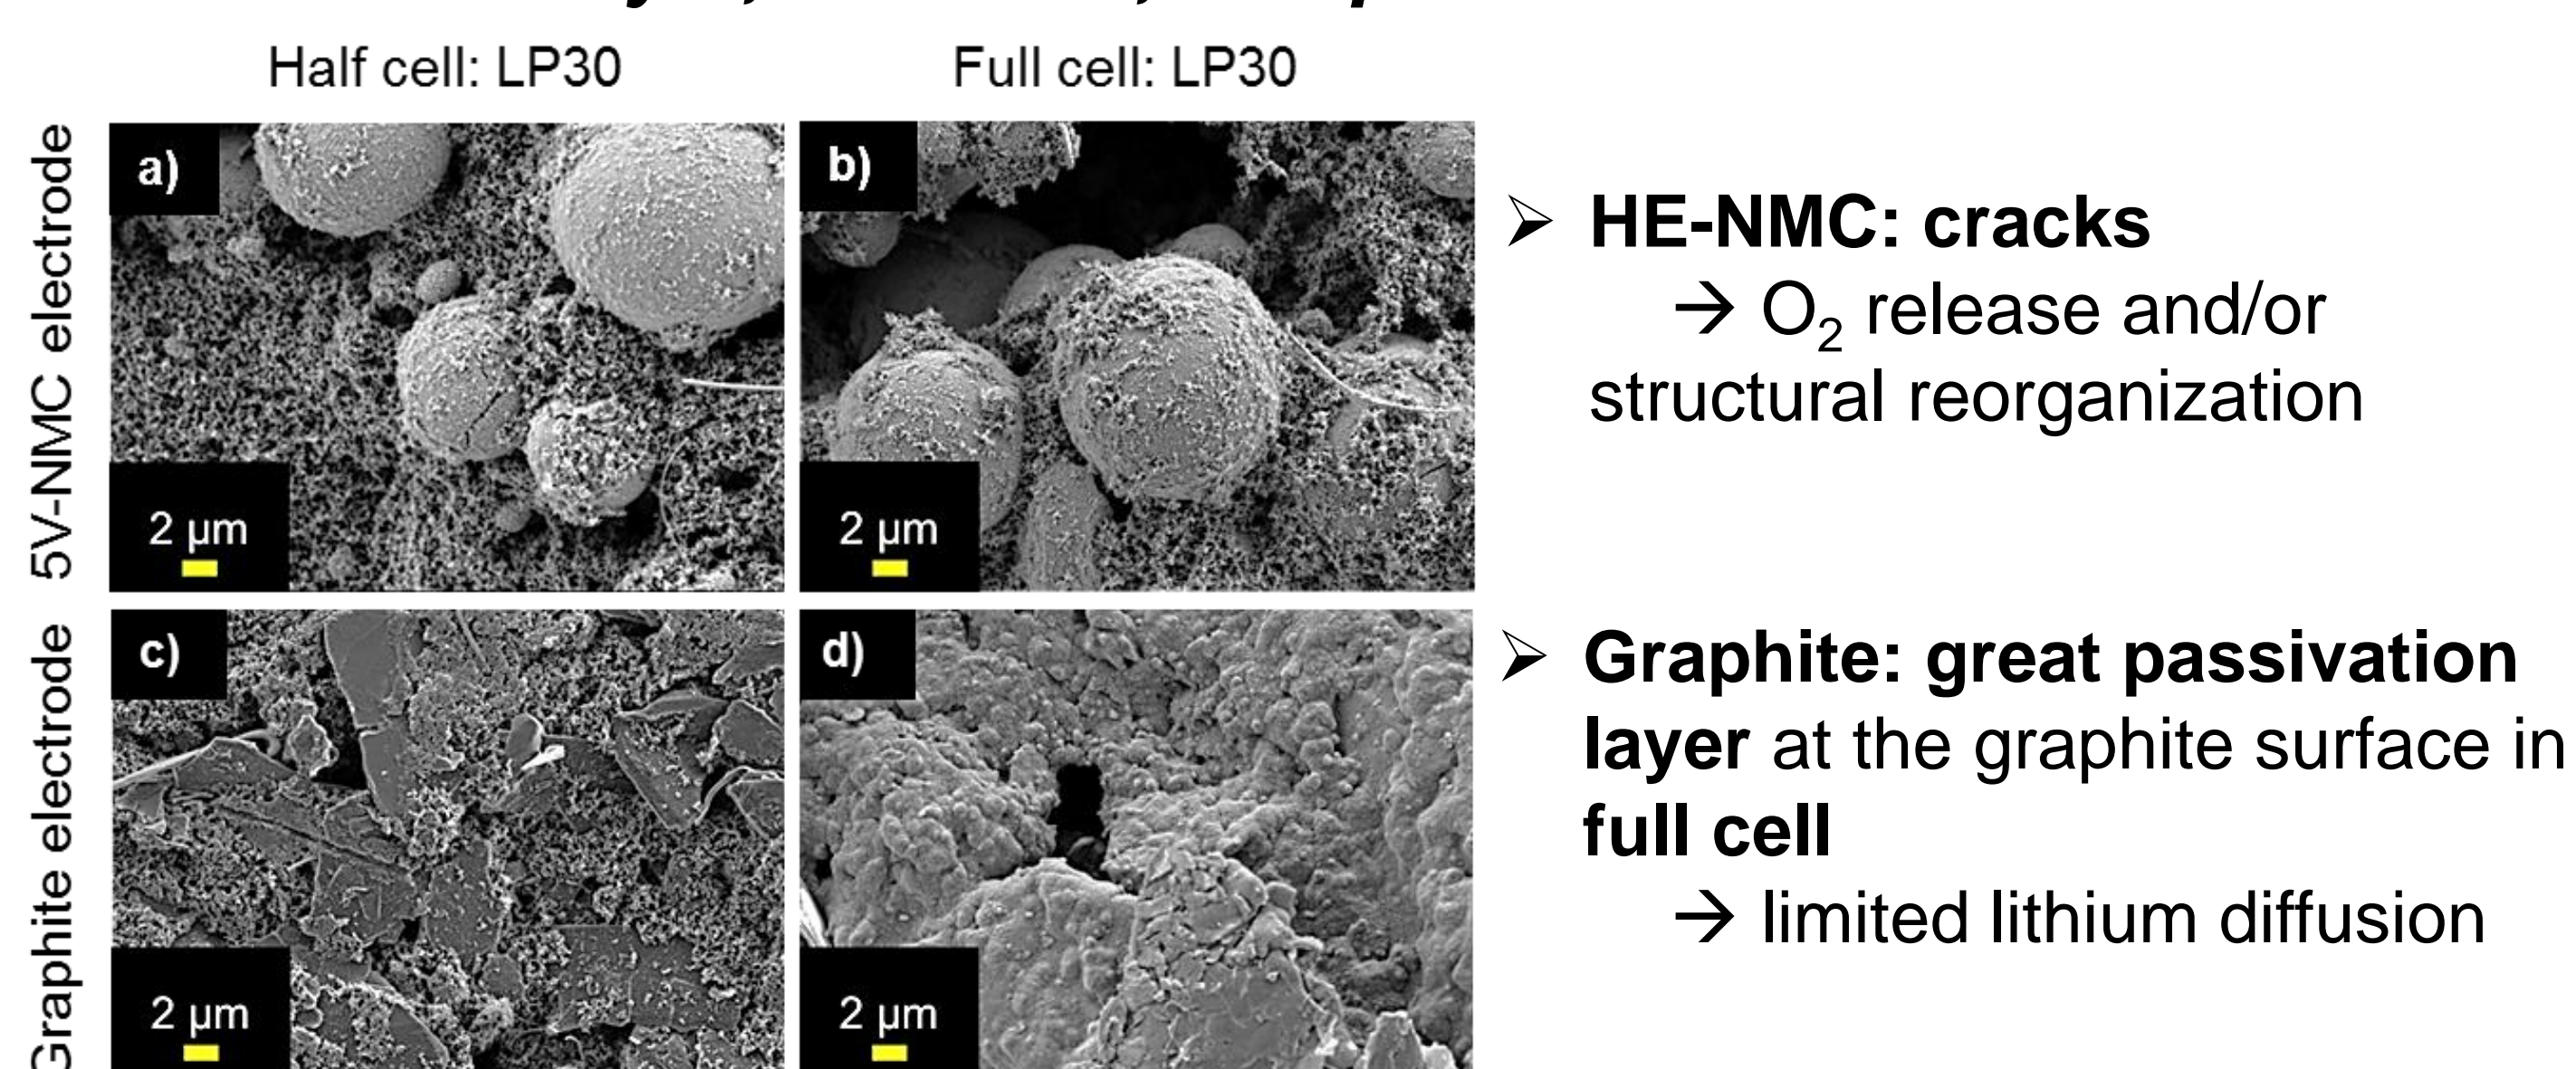 Half cell: LP30
Full cell: LP30
5V-NMC electrode
Graphite electrode
a)
2 µm
b)
2 µm
c)
2 µm
d)
2 µm
➢ HE-NMC: cracks
→ O₂ release and/or
structural reorganization
➢ Graphite: great passivation
layer at the graphite surface in
full cell
→ limited lithium diffusion